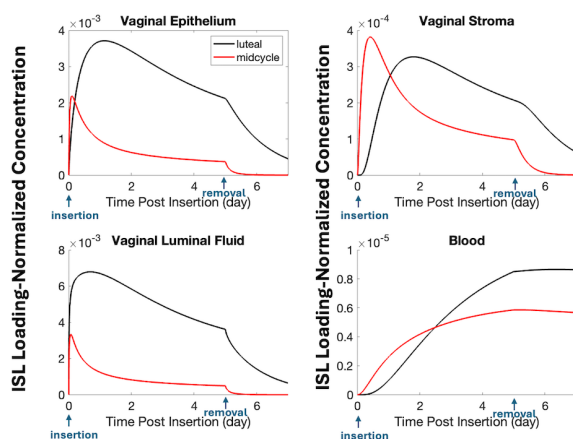 Vaginal Epithelium
×10⁻³
4
3
2
1
0
luteal
midcycle
0 2 4 6
Time Post Insertion (day)
insertion
removal
Vaginal Stroma
×10⁻⁴
4
3
2
1
0
0 2 4 6
Time Post Insertion (day)
insertion
removal
ISL Loading-Normalized Concentration
ISL Loading-Normalized Concentration
Vaginal Luminal Fluid
×10⁻³
8
6
4
2
0
0 2 4 6
Time Post Insertion (day)
insertion
removal
Blood
×10⁻⁵
1
0.8
0.6
0.4
0.2
0
0 2 4 6
Time Post Insertion (day)
insertion
removal